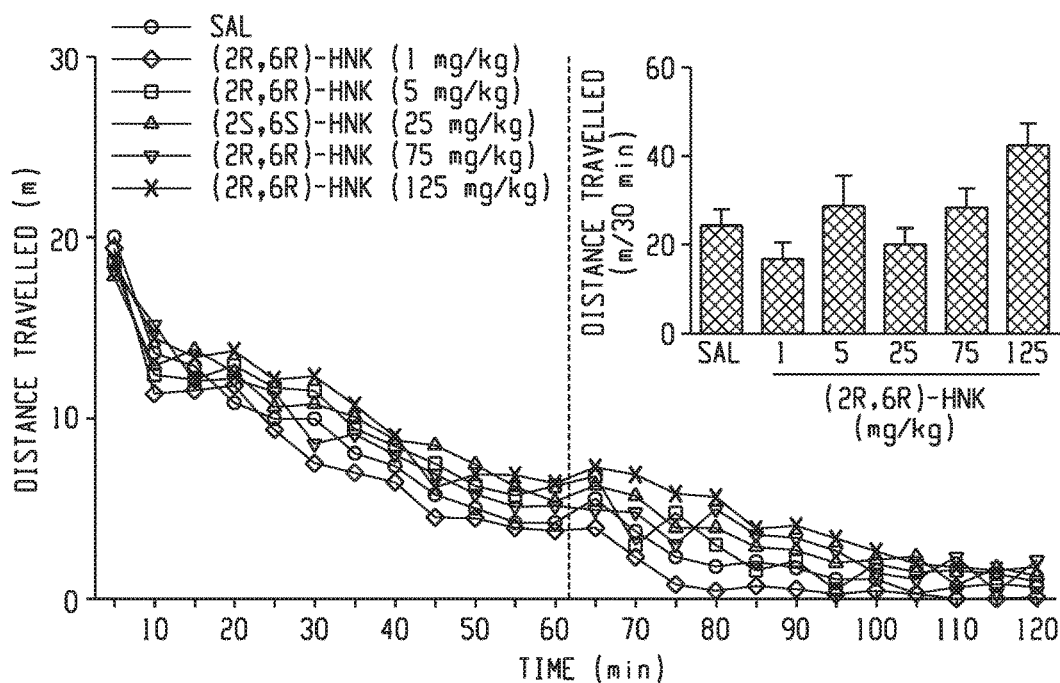 SAL
(2R,6R)-HNK (1 mg/kg)
(2R,6R)-HNK (5 mg/kg)
(2S,6S)-HNK (25 mg/kg)
(2R,6R)-HNK (75 mg/kg)
(2R,6R)-HNK (125 mg/kg)
DISTANCE TRAVELLED (m)
30
20
10
0
10 20 30 40 50 60 70 80 90 100 110 120
TIME (min)
DISTANCE TRAVELLED
(m/30 min)
60
40
20
0
SAL 1 5 25 75 125
(2R,6R)-HNK
(mg/kg)